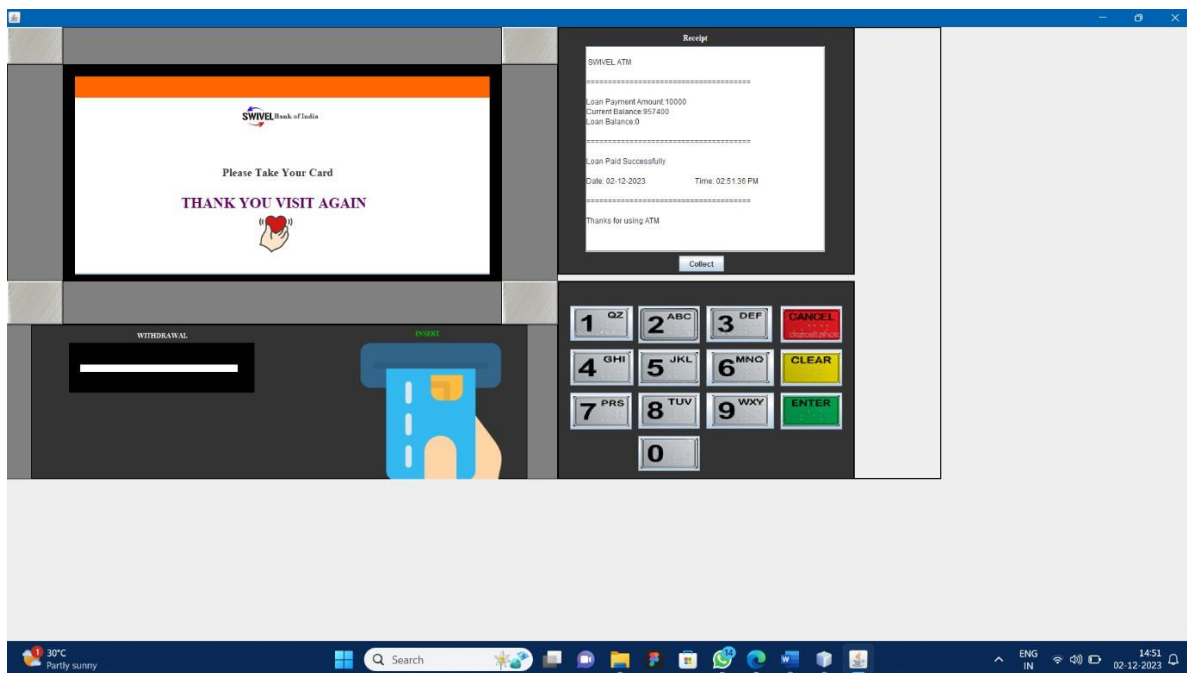 SWIVEL Bank of India
Please Take Your Card
THANK YOU VISIT AGAIN
Receipt
SWIVEL ATM
======================================
Loan Payment Amount:10000
Current Balance:957400
Loan Balance:0
======================================
Loan Paid Successfully
Date: 02-12-2023 Time: 02:51:36 PM
======================================
Thanks for using ATM
Collect
WITHDRAWAL
INSERT
1 QZ 2 ABC 3 DEF CANCEL
4 GHI 5 JKL 6 MNO CLEAR
7 PRS 8 TUV 9 WXY ENTER
0
1
30°C
Partly sunny
Search
14
ENG
IN
14:51
02-12-2023